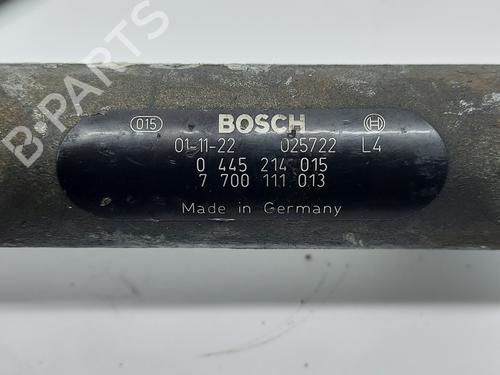 B-PARTS
015 BOSCH
01-11-22 025722 L4
0 445 214 015
7 700 111 013
Made in Germany